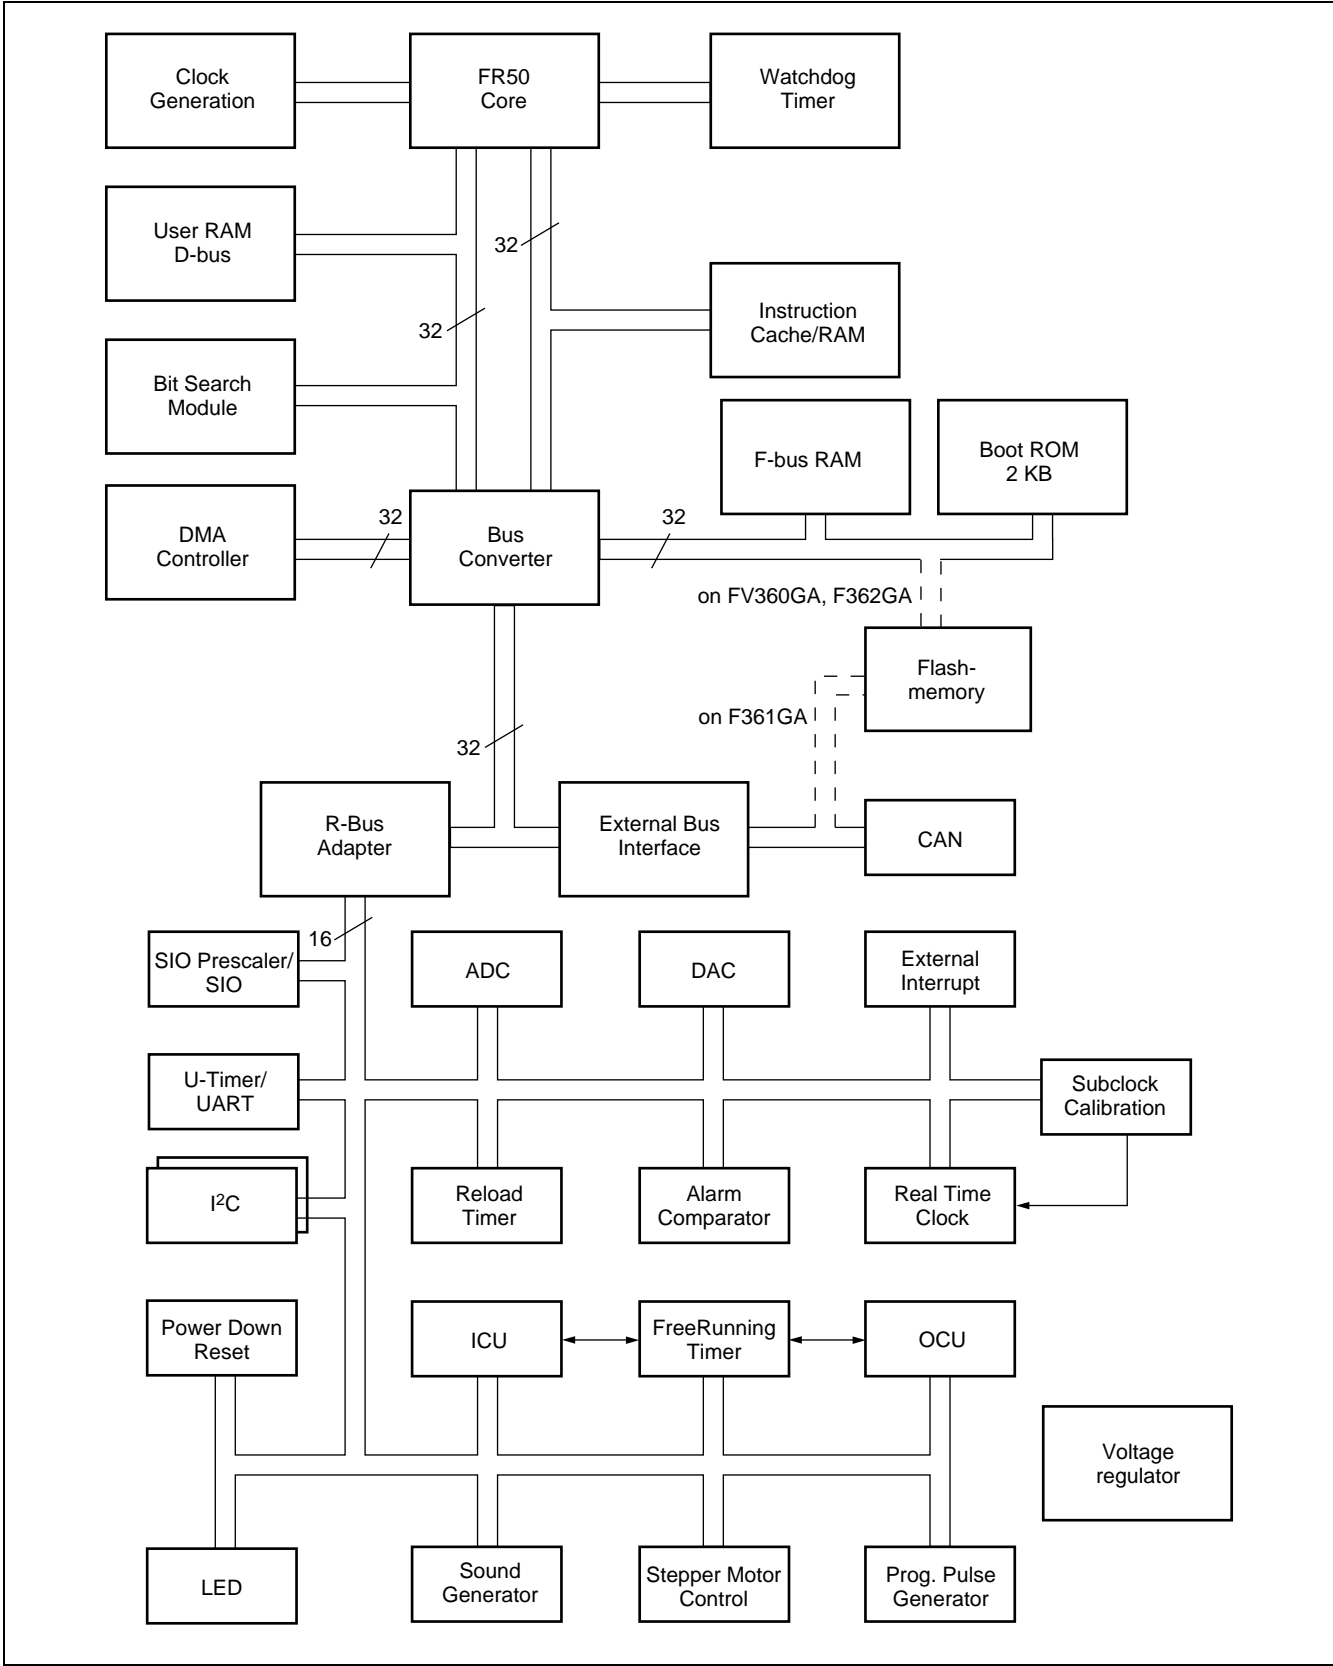 Clock
Generation
FR50
Core
Watchdog
Timer
User RAM
D-bus
32
Instruction
Cache/RAM
32
Bit Search
Module
F-bus RAM
Boot ROM
2 KB
DMA
Controller
32
Bus
Converter
32
on FV360GA, F362GA
Flash-
memory
on F361GA
32
R-Bus
Adapter
External Bus
Interface
CAN
16
SIO Prescaler/
SIO
ADC
DAC
External
Interrupt
U-Timer/
UART
Subclock
Calibration
I²C
Reload
Timer
Alarm
Comparator
Real Time
Clock
Power Down
Reset
ICU
FreeRunning
Timer
OCU
Voltage
regulator
LED
Sound
Generator
Stepper Motor
Control
Prog. Pulse
Generator